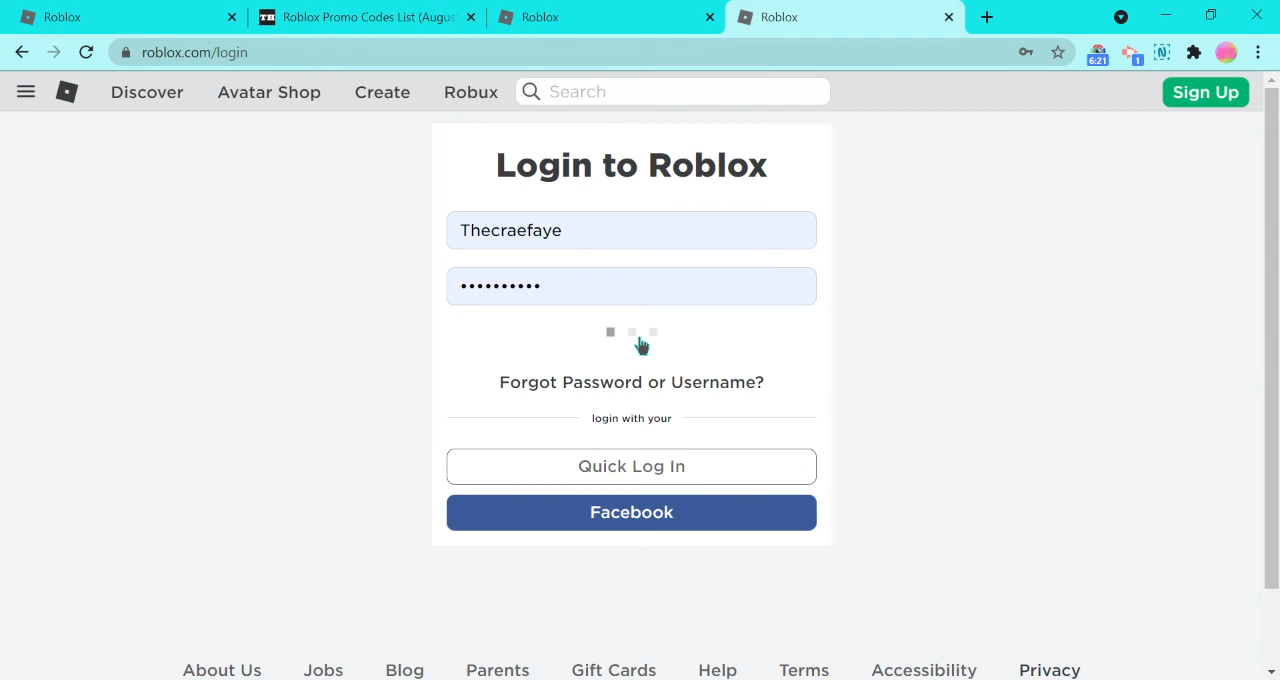 Roblox
Roblox Promo Codes List (Augus
Roblox
Roblox
roblox.com/login
6:21
1
N
Discover
Avatar Shop
Create
Robux
Search
Sign Up
Login to Roblox
Thecraefaye
••••••••••
Forgot Password or Username?
login with your
Quick Log In
Facebook
About Us
Jobs
Blog
Parents
Gift Cards
Help
Terms
Accessibility
Privacy